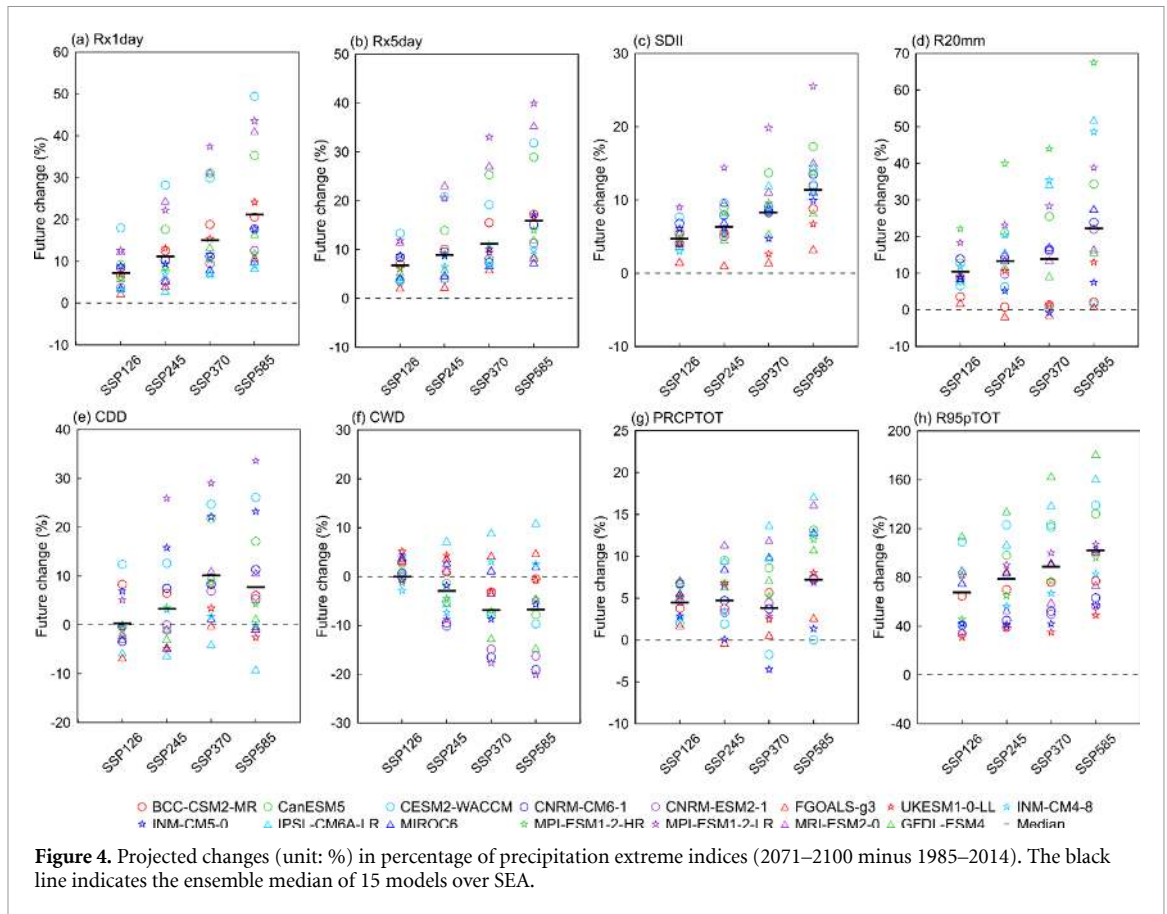 (a) Rx1day
Future change (%)
60
50
40
30
20
10
0
-10
SSP126
SSP245
SSP370
SSP585
(b) Rx5day
Future change (%)
50
40
30
20
10
0
-10
SSP126
SSP245
SSP370
SSP585
(c) SDII
Future change (%)
30
20
10
0
-10
SSP126
SSP245
SSP370
SSP585
(d) R20mm
Future change (%)
70
60
50
40
30
20
10
0
-10
SSP126
SSP245
SSP370
SSP585
(e) CDD
Future change (%)
40
30
20
10
0
-10
-20
SSP126
SSP245
SSP370
SSP585
(f) CWD
Future change (%)
30
20
10
0
-10
-20
-30
SSP126
SSP245
SSP370
SSP585
(g) PRCPTOT
Future change (%)
25
20
15
10
5
0
-5
-10
SSP126
SSP245
SSP370
SSP585
(h) R95pTOT
Future change (%)
200
160
120
80
40
0
-40
SSP126
SSP245
SSP370
SSP585
BCC-CSM2-MR CanESM5 CESM2-WACCM CNRM-CM6-1 CNRM-ESM2-1 FGOALS-g3 UKESM1-0-LL INM-CM4-8
INM-CM5-0 IPSL-CM6A-LR MIROC6 MPI-ESM1-2-HR MPI-ESM1-2-LR MRI-ESM2-0 GFDL-ESM4 Median
Figure 4. Projected changes (unit: %) in percentage of precipitation extreme indices (2071–2100 minus 1985–2014). The black
line indicates the ensemble median of 15 models over SEA.